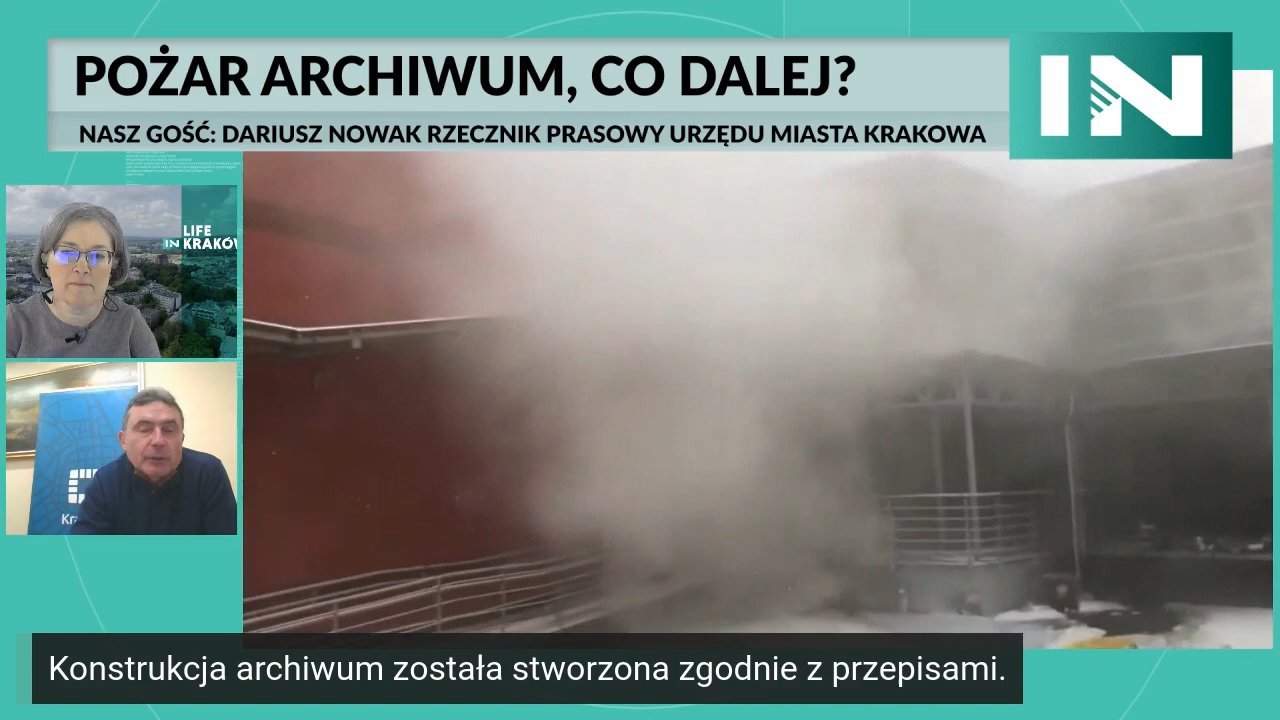 POŻAR ARCHIWUM, CO DALEJ?
NASZ GOŚĆ: DARIUSZ NOWAK RZECZNIK PRASOWY URZĘDU MIASTA KRAKOWA
IN
LIFE
IN KRAKÓW
Konstrukcja archiwum została stworzona zgodnie z przepisami.